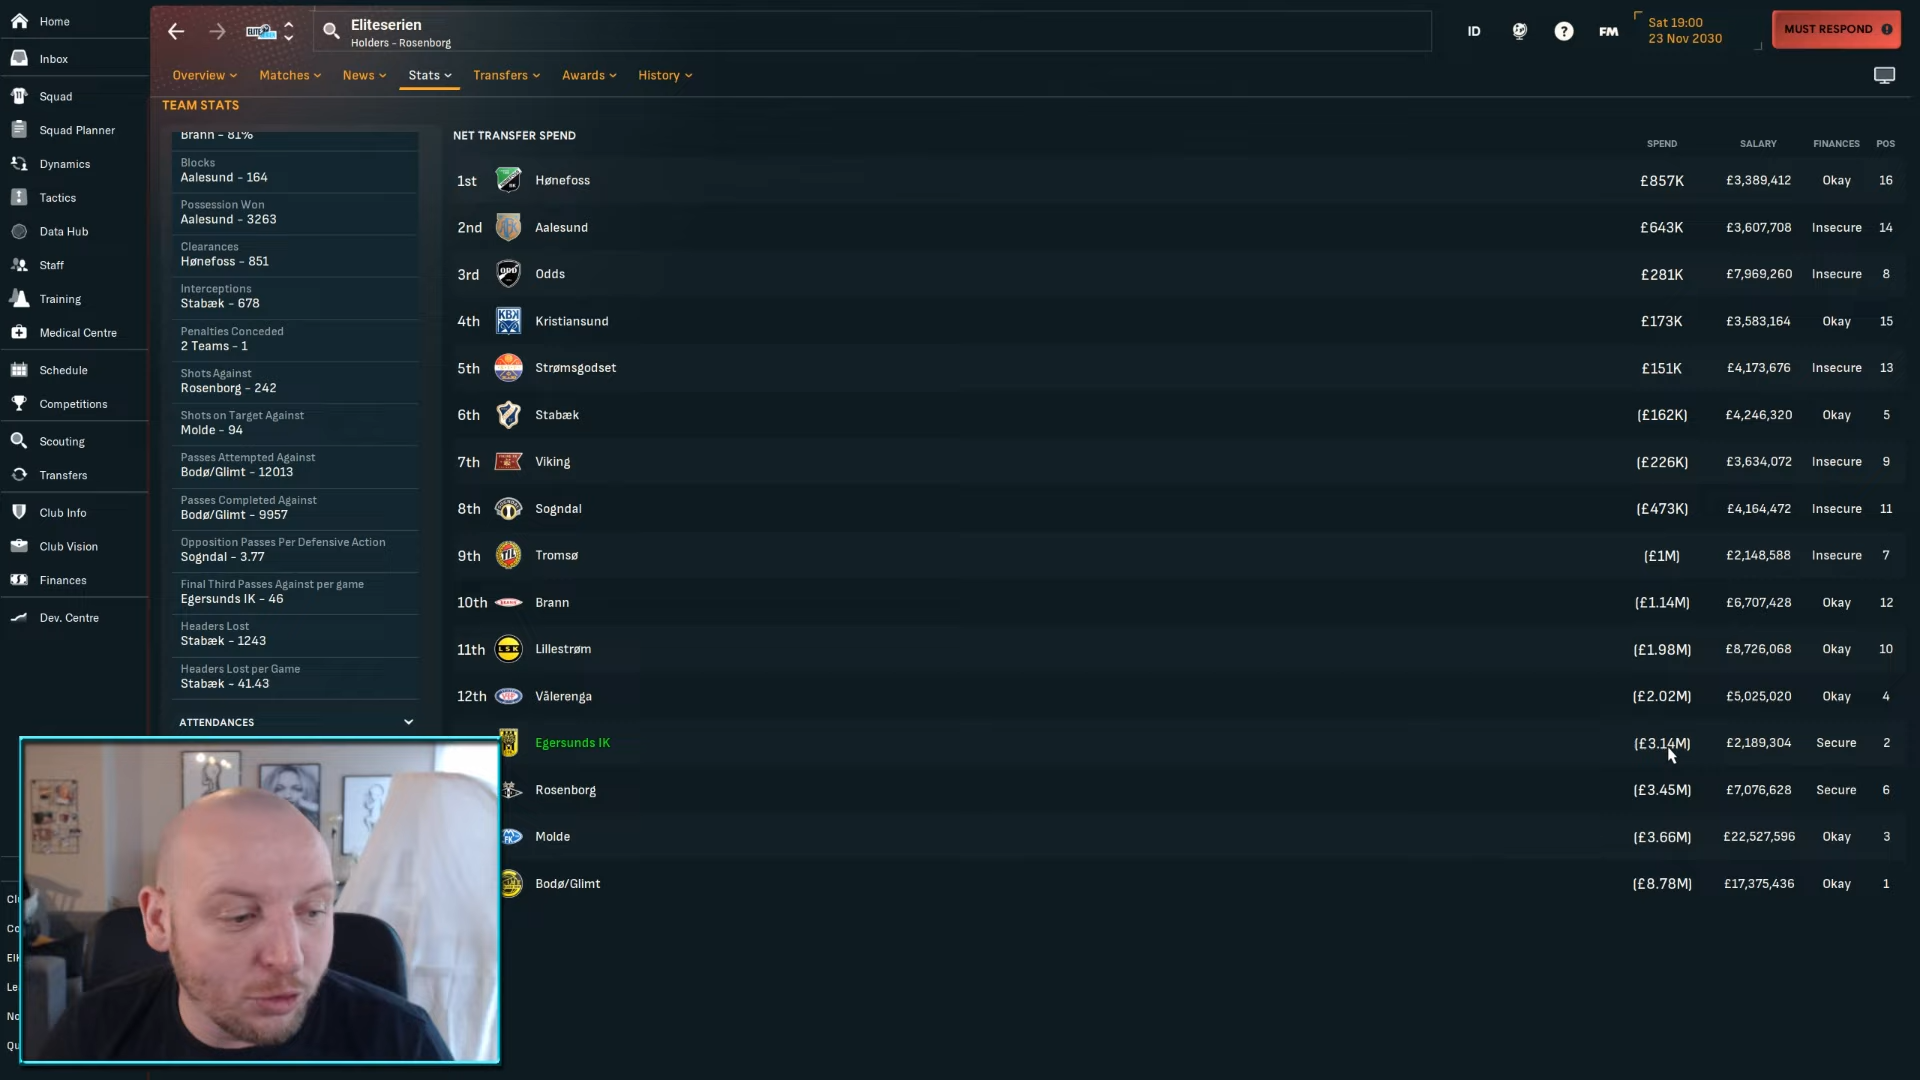 Home
Inbox
Squad
Squad Planner
Dynamics
Tactics
Data Hub
Staff
Training
Medical Centre
Schedule
Competitions
Scouting
Transfers
Club Info
Club Vision
Finances
Dev. Centre
Eliteserien
Holders - Rosenborg
ID
FM
Sat 19:00
23 Nov 2030
MUST RESPOND
Overview
Matches
News
Stats
Transfers
Awards
History
TEAM STATS
Brann - 81%
Blocks
Aalesund - 164
Possession Won
Aalesund - 3263
Clearances
Hønefoss - 851
Interceptions
Stabæk - 678
Penalties Conceded
2 Teams - 1
Shots Against
Rosenborg - 242
Shots on Target Against
Molde - 94
Passes Attempted Against
Bodø/Glimt - 12013
Passes Completed Against
Bodø/Glimt - 9957
Opposition Passes Per Defensive Action
Sogndal - 3.77
Final Third Passes Against per game
Egersunds IK - 46
Headers Lost
Stabæk - 1243
Headers Lost per Game
Stabæk - 41.43
ATTENDANCES
NET TRANSFER SPEND
SPEND SALARY FINANCES POS
1st Hønefoss £857K £3,389,412 Okay 16
2nd Aalesund £643K £3,607,708 Insecure 14
3rd Odds £281K £7,969,260 Insecure 8
4th Kristiansund £173K £3,583,164 Okay 15
5th Strømsgodset £151K £4,173,676 Insecure 13
6th Stabæk (£162K) £4,246,320 Okay 5
7th Viking (£226K) £3,634,072 Insecure 9
8th Sogndal (£473K) £4,164,472 Insecure 11
9th Tromsø (£1M) £2,148,588 Insecure 7
10th Brann (£1.14M) £6,707,428 Okay 12
11th Lillestrøm (£1.98M) £8,726,068 Okay 10
12th Vålerenga (£2.02M) £5,025,020 Okay 4
Egersunds IK (£3.14M) £2,189,304 Secure 2
Rosenborg (£3.45M) £7,076,628 Secure 6
Molde (£3.66M) £22,527,596 Okay 3
Bodø/Glimt (£8.78M) £17,375,436 Okay 1